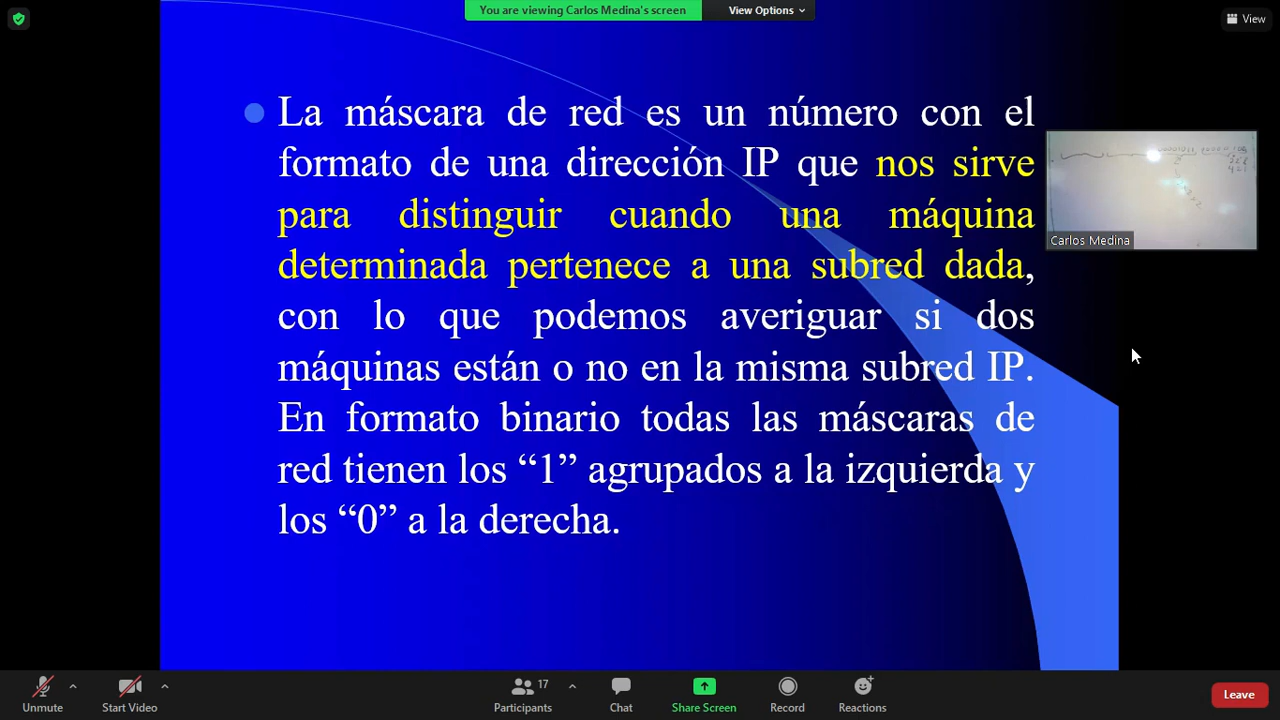 You are viewing Carlos Medina's screen
View Options
View
La máscara de red es un número con el
formato de una dirección IP que nos sirve
para distinguir cuando una máquina
determinada pertenece a una subred dada,
con lo que podemos averiguar si dos
máquinas están o no en la misma subred IP.
En formato binario todas las máscaras de
red tienen los “1” agrupados a la izquierda y
los “0” a la derecha.
Carlos Medina
Unmute
Start Video
17
Participants
Chat
Share Screen
Record
Reactions
Leave